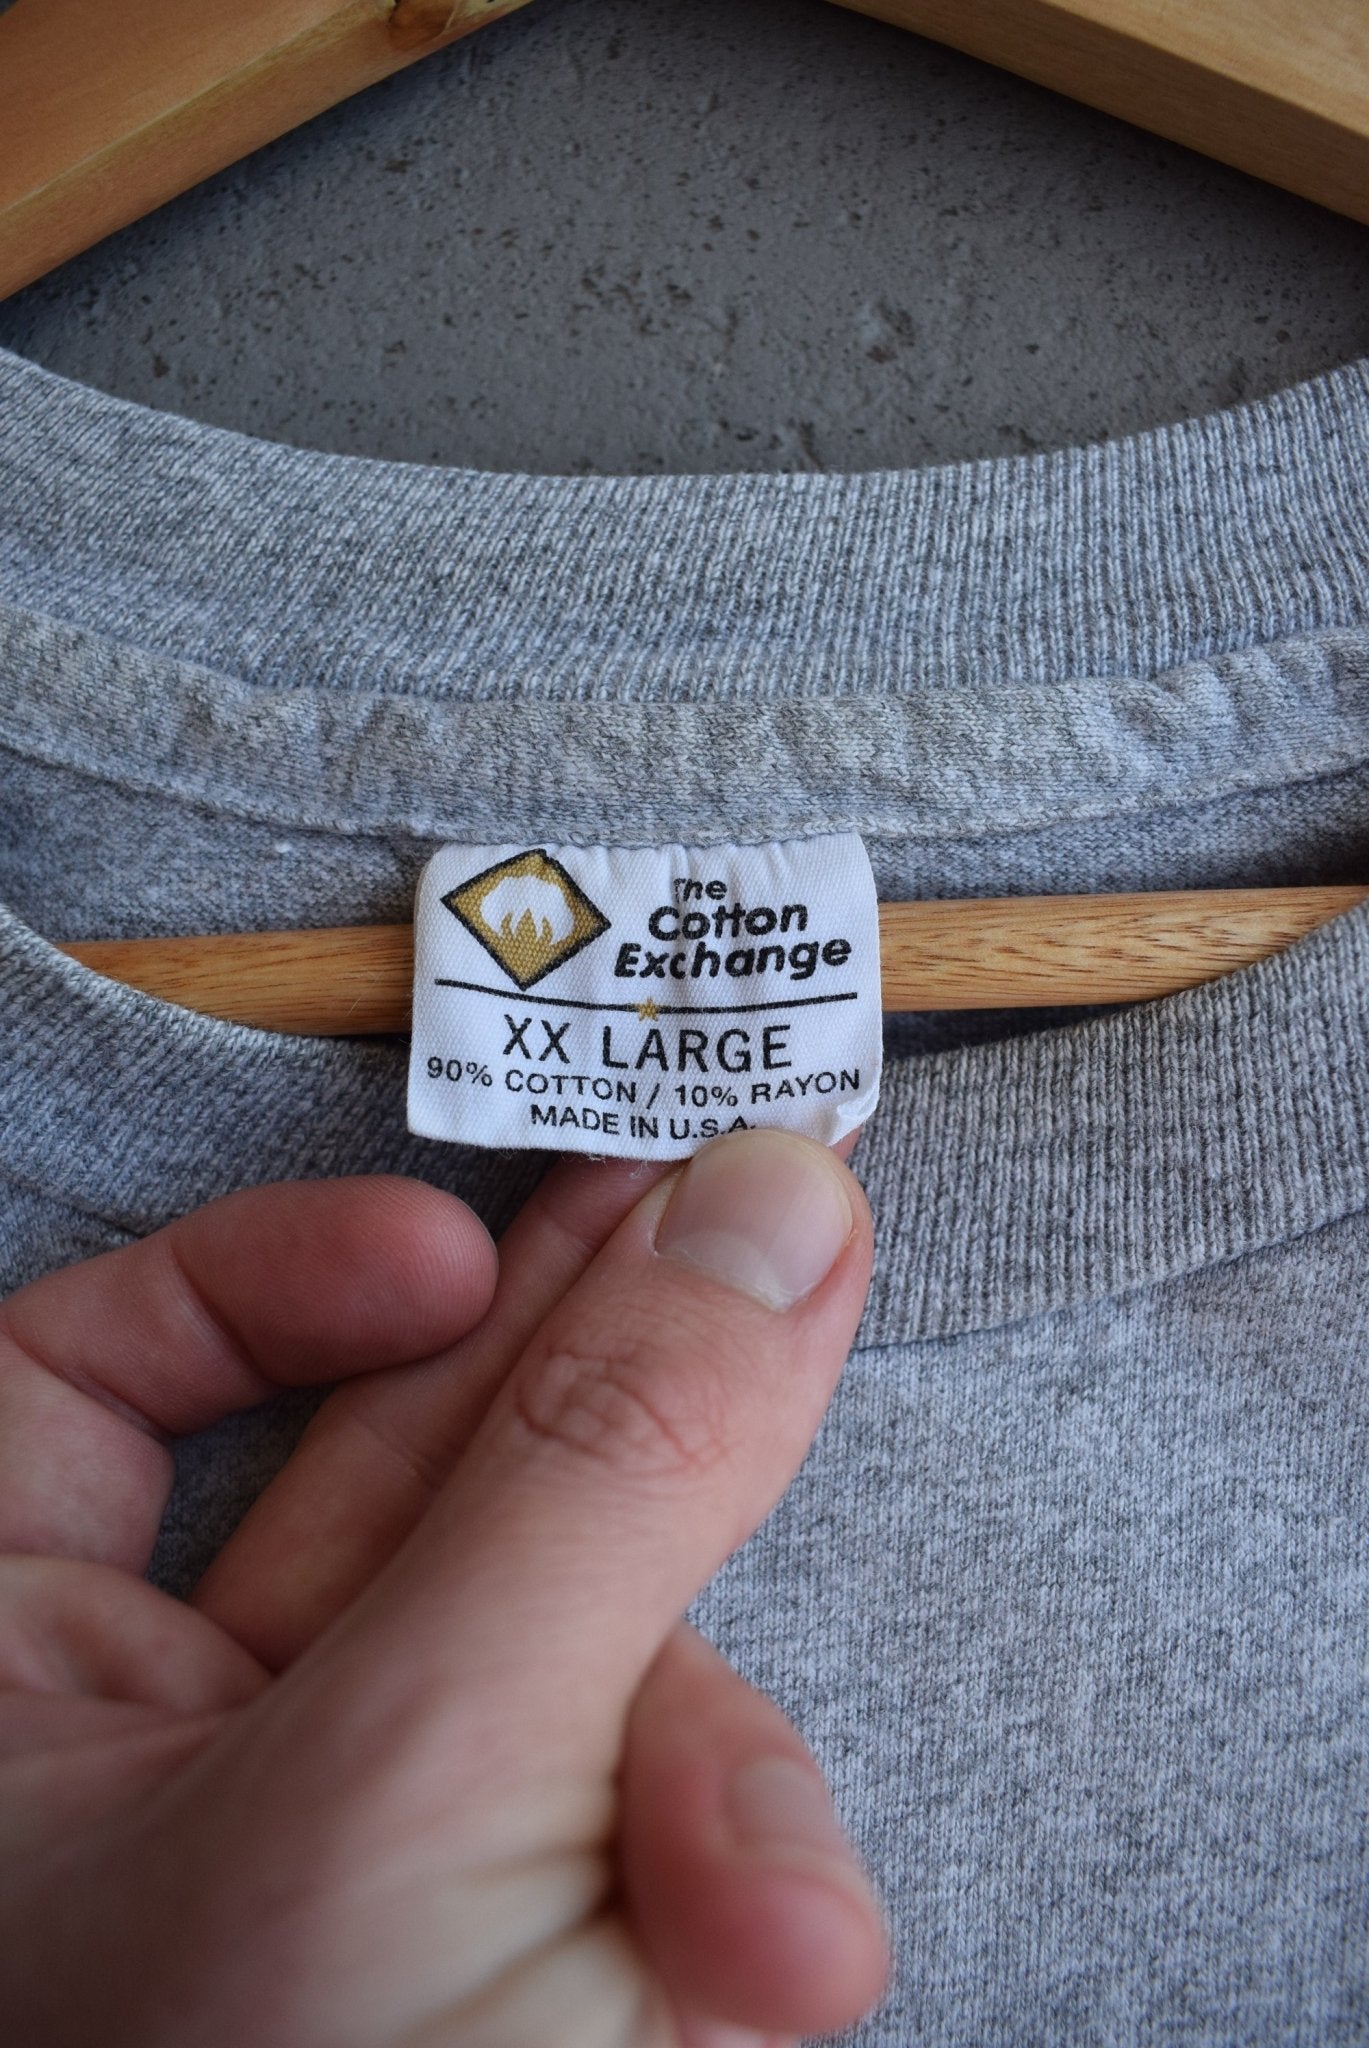 The
Cotton
Exchange
XX LARGE
90% COTTON / 10% RAYON
MADE IN U.S.A.